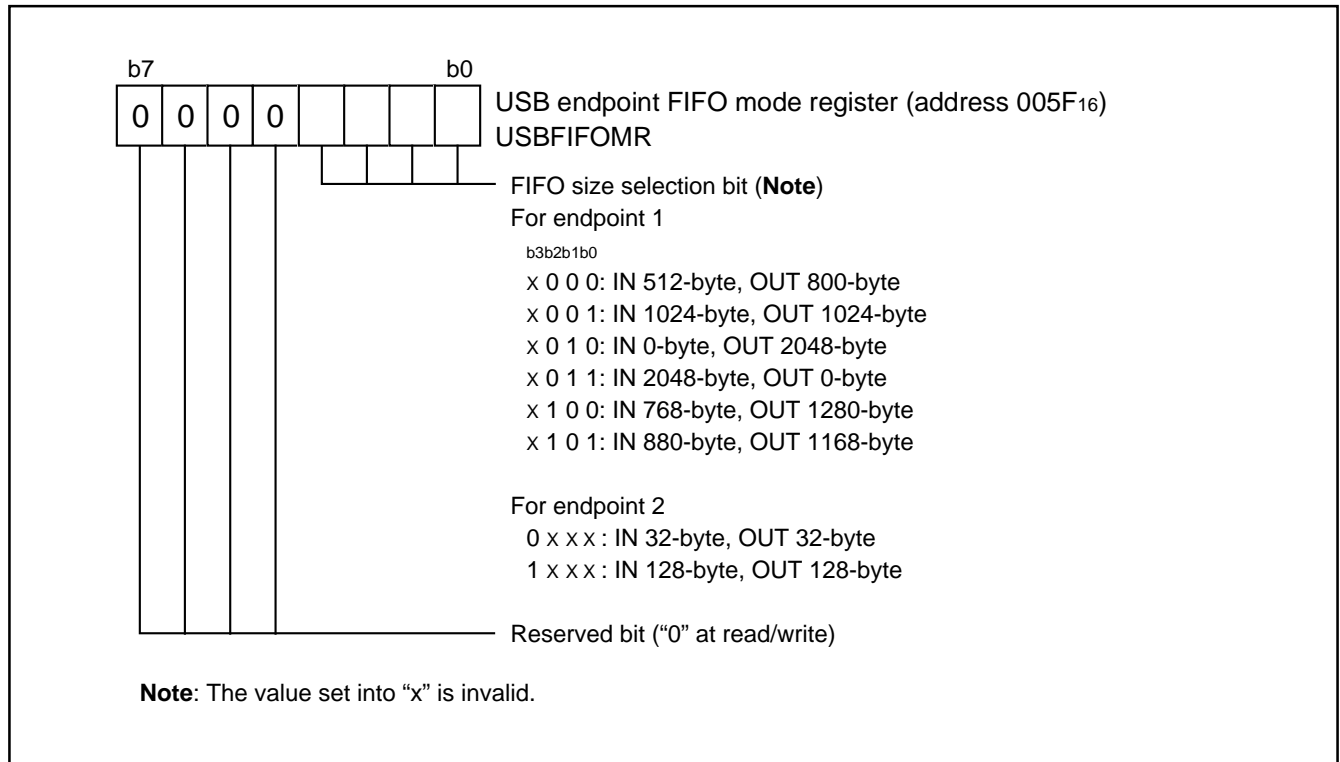 b7 b0
0 0 0 0 USB endpoint FIFO mode register (address 005F16)
USBFIFOMR
FIFO size selection bit (Note)
For endpoint 1
b3b2b1b0
x 0 0 0: IN 512-byte, OUT 800-byte
x 0 0 1: IN 1024-byte, OUT 1024-byte
x 0 1 0: IN 0-byte, OUT 2048-byte
x 0 1 1: IN 2048-byte, OUT 0-byte
x 1 0 0: IN 768-byte, OUT 1280-byte
x 1 0 1: IN 880-byte, OUT 1168-byte
For endpoint 2
0 x x x : IN 32-byte, OUT 32-byte
1 x x x : IN 128-byte, OUT 128-byte
Reserved bit (“0” at read/write)
Note: The value set into “x” is invalid.